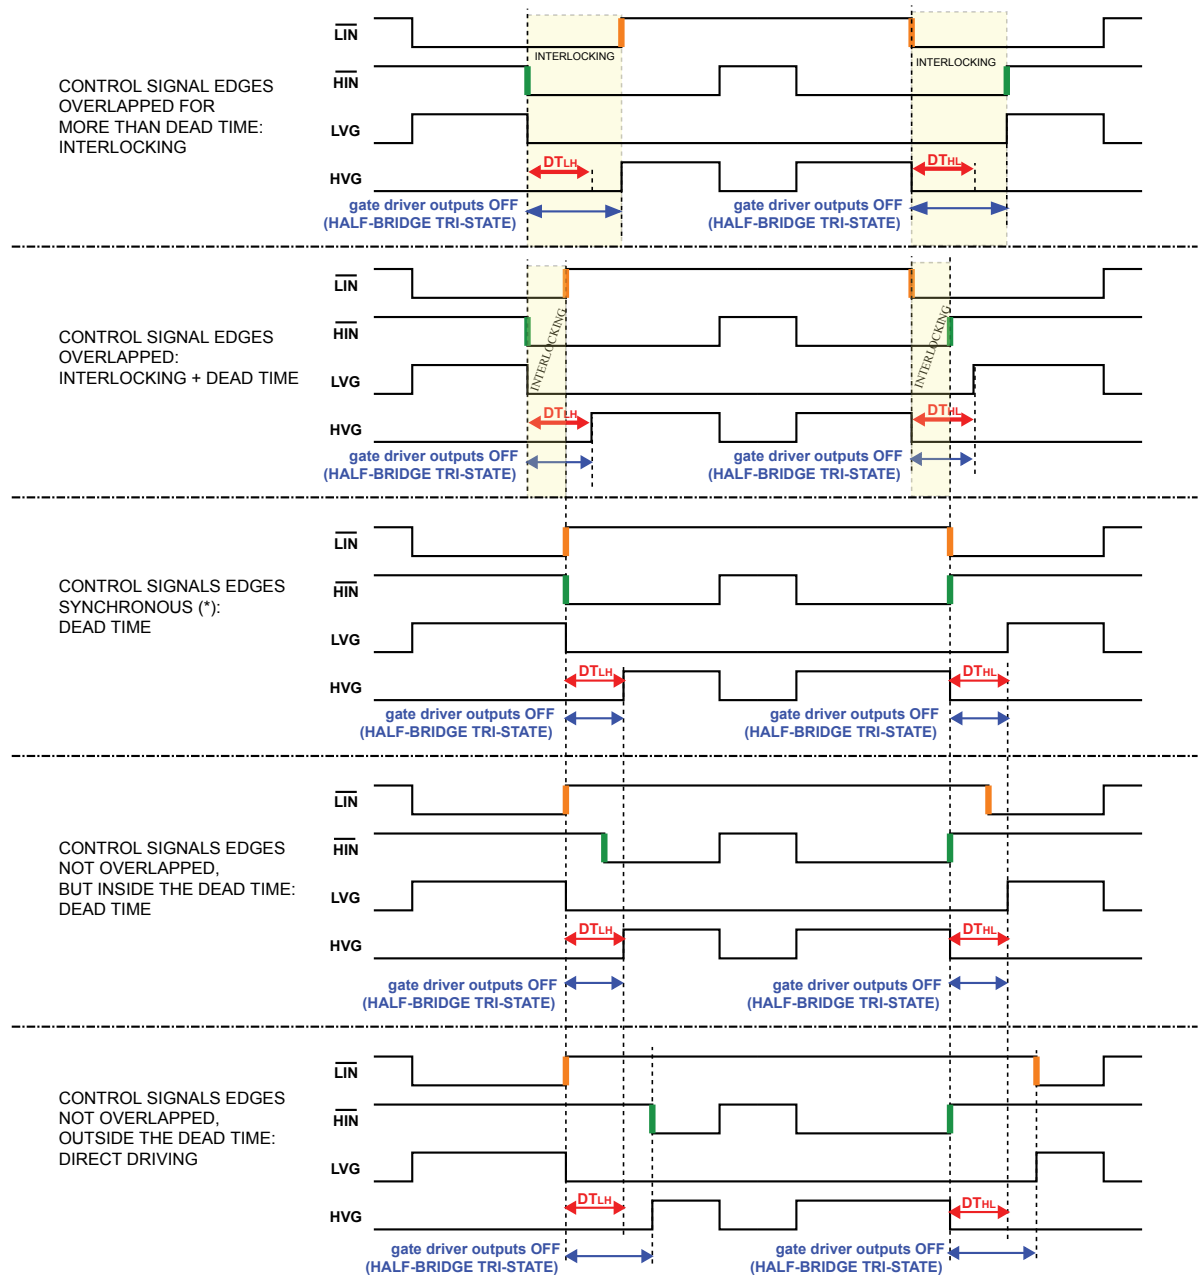 LIN
INTERLOCKING
INTERLOCKING
HIN
CONTROL SIGNAL EDGES
OVERLAPPED FOR
MORE THAN DEAD TIME:
INTERLOCKING
LVG
DTLH
DTHL
HVG
gate driver outputs OFF
(HALF-BRIDGE TRI-STATE)
gate driver outputs OFF
(HALF-BRIDGE TRI-STATE)
LIN
HIN
CONTROL SIGNAL EDGES
OVERLAPPED:
INTERLOCKING + DEAD TIME
INTERLOCKING
INTERLOCKING
LVG
DTLH
DTHL
HVG
gate driver outputs OFF
(HALF-BRIDGE TRI-STATE)
gate driver outputs OFF
(HALF-BRIDGE TRI-STATE)
LIN
HIN
CONTROL SIGNALS EDGES
SYNCHRONOUS (*):
DEAD TIME
LVG
DTLH
DTHL
HVG
gate driver outputs OFF
(HALF-BRIDGE TRI-STATE)
gate driver outputs OFF
(HALF-BRIDGE TRI-STATE)
LIN
HIN
CONTROL SIGNALS EDGES
NOT OVERLAPPED,
BUT INSIDE THE DEAD TIME:
DEAD TIME
LVG
DTLH
DTHL
HVG
gate driver outputs OFF
(HALF-BRIDGE TRI-STATE)
gate driver outputs OFF
(HALF-BRIDGE TRI-STATE)
LIN
HIN
CONTROL SIGNALS EDGES
NOT OVERLAPPED,
OUTSIDE THE DEAD TIME:
DIRECT DRIVING
LVG
DTLH
DTHL
HVG
gate driver outputs OFF
(HALF-BRIDGE TRI-STATE)
gate driver outputs OFF
(HALF-BRIDGE TRI-STATE)